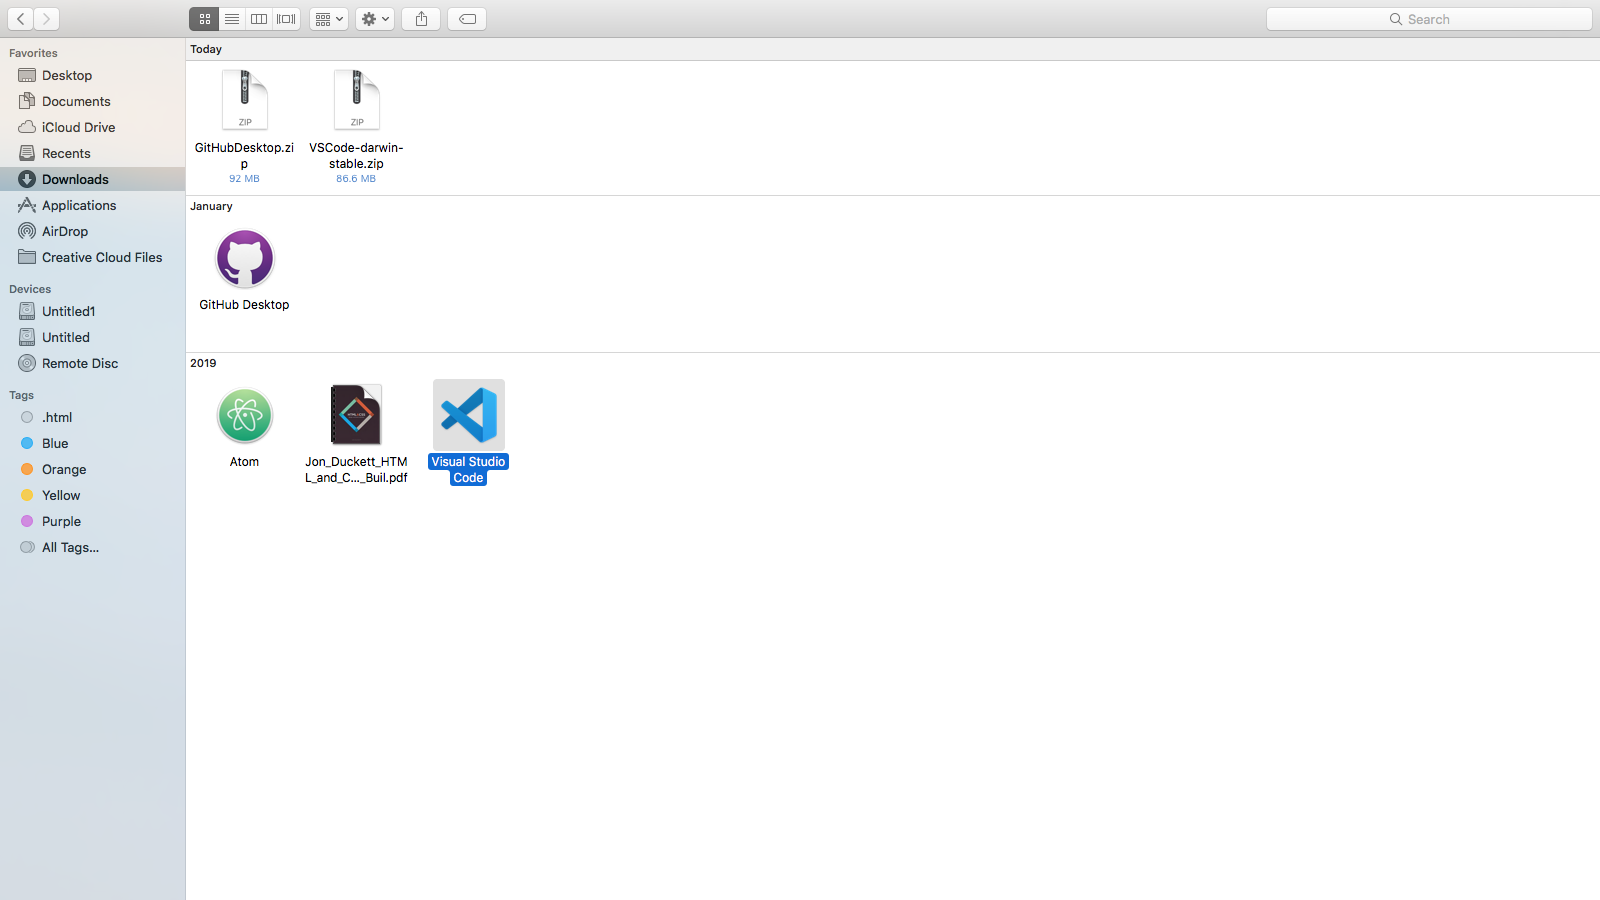 Search
Favorites
Desktop
Documents
iCloud Drive
Recents
Downloads
Applications
AirDrop
Creative Cloud Files
Devices
Untitled1
Untitled
Remote Disc
Tags
.html
Blue
Orange
Yellow
Purple
All Tags...
Today
ZIP
GitHubDesktop.zi
p
92 MB
ZIP
VSCode-darwin-
stable.zip
86.6 MB
January
GitHub Desktop
2019
Atom
Jon_Duckett_HTM
L_and_C..._Buil.pdf
Visual Studio
Code